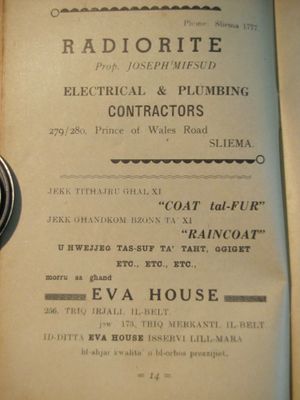 Phone: Sliema 1777
RADIORITE
Prop. JOSEPH MIFSUD
ELECTRICAL & PLUMBING
CONTRACTORS
279/280, Prince of Wales Road
SLIEMA.
JEKK TITHAJRU GHAL XI
"COAT tal-FUR"
JEKK GHANDKOM BZONN TA' XI
"RAINCOAT"
U HWEJJEG TAS-SUF TA' TAHT, GGIGET
ETC., ETC., ETC.,
morru sa ghand
EVA HOUSE
256, TRIQ IRJALI, IL-BELT.
jew 173, TRIQ MERKANTI, IL-BELT.
ID-DITTA EVA HOUSE ISSERVI LILL-MARA
bl-ahjar kwalita' u bl-orhos prezzijiet.
= 14 =